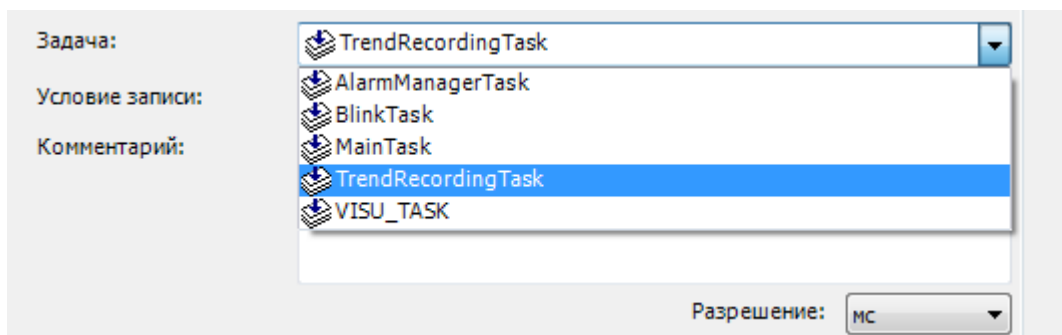 Задача:
TrendRecordingTask
AlarmManagerTask
Условие записи:
BlinkTask
Комментарий:
MainTask
TrendRecordingTask
VISU_TASK
Разрешение:
мс